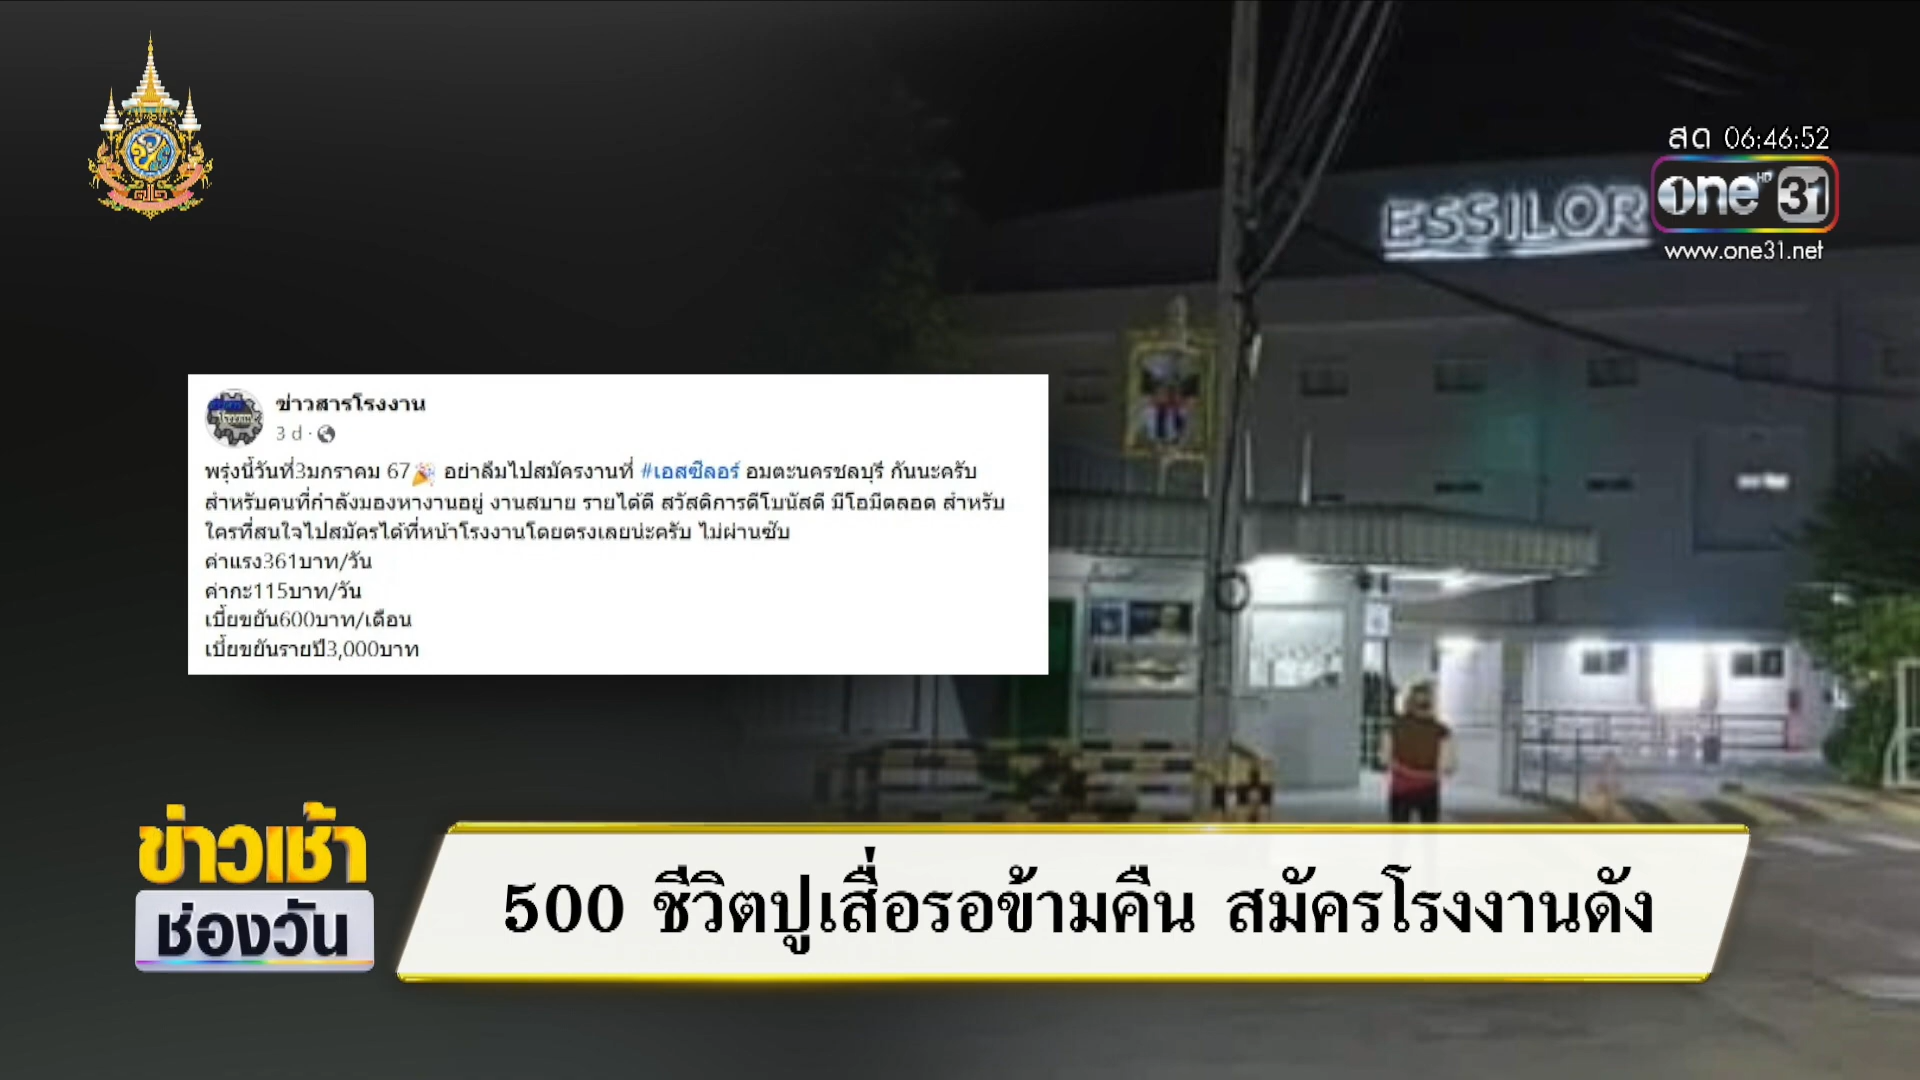 สด 06:46:52
ESSILOR
one HD 31
www.one31.net
ข่าวสารโรงงาน
3 d ·
พรุ่งนี้วันที่3มกราคม 67🎉 อย่าลืมไปสมัครงานที่ #เอสซีลอร์ อมตะนครชลบุรี กันนะครับ
สำหรับคนที่กำลังมองหางานอยู่ งานสบาย รายได้ดี สวัสดิการดีโบนัสดี มีโอมีตลอด สำหรับ
ใครที่สนใจไปสมัครได้ที่หน้าโรงงานโดยตรงเลยน่ะครับ ไม่ผ่านซับ
ค่าแรง361บาท/วัน
ค่ากะ115บาท/วัน
เบี้ยขยัน600บาท/เดือน
เบี้ยขยันรายปี3,000บาท
ข่าวเช้า
ช่องวัน
500 ชีวิตปูเสื่อรอข้ามคืน สมัครโรงงานดัง